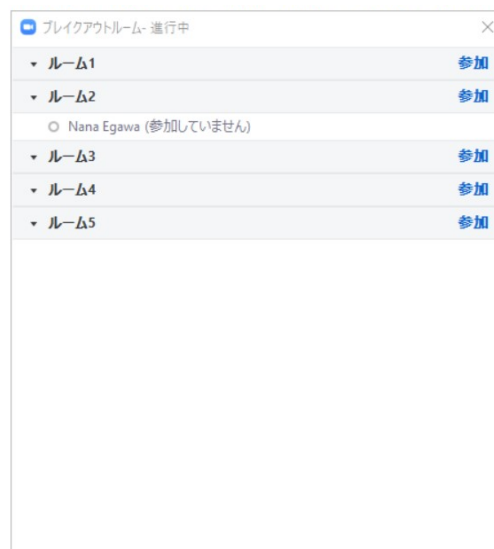 ブレイクアウトルーム- 進行中
ルーム1 参加
ルーム2 参加
Nana Egawa (参加していません)
ルーム3 参加
ルーム4 参加
ルーム5 参加